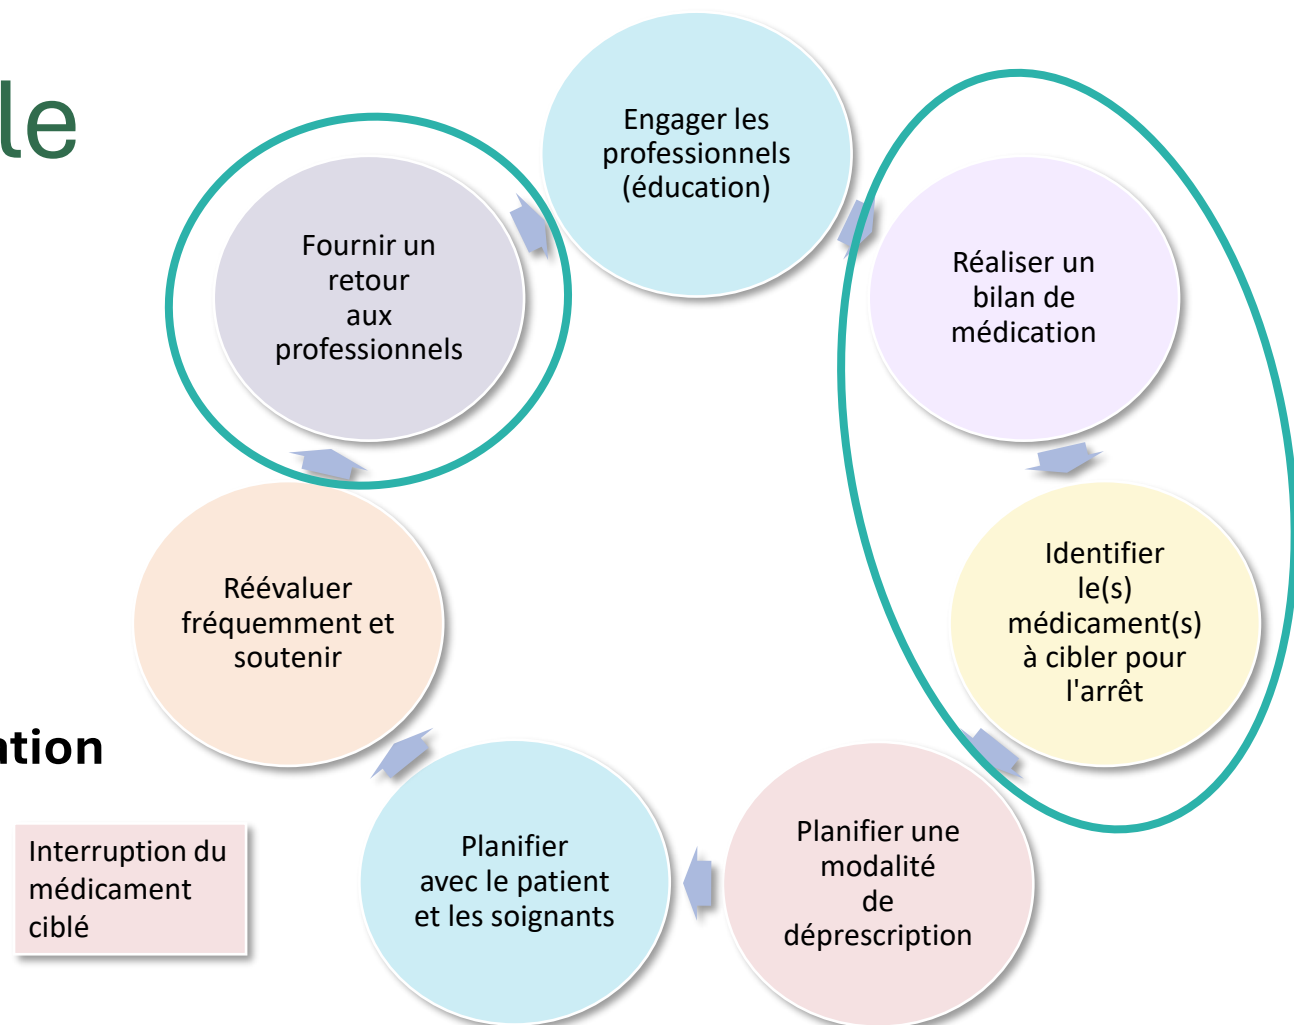 le
Engager les
professionnels
(éducation)
Réaliser un
bilan de
médication
Identifier
le(s)
médicament(s)
à cibler pour
l'arrêt
Planifier une
modalité
de
déprescription
Planifier
avec le patient
et les soignants
Réévaluer
fréquemment et
soutenir
Fournir un
retour
aux
professionnels
ation
Interruption du
médicament
ciblé